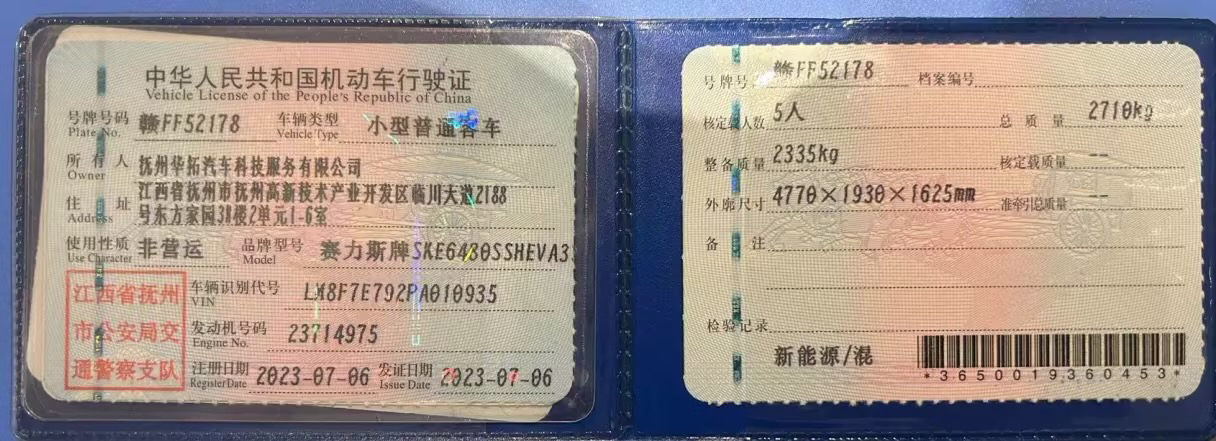 中华人民共和国机动车行驶证
Vehicle License of the People's Republic of China
号牌号码 赣FF52178 车辆类型 小型普通客车
Plate No. Vehicle Type
所有人 抚州华拓汽车科技服务有限公司
Owner
住址 江西省抚州市抚州高新技术产业开发区临川大道2188
Address 号东方家园3#楼2单元1-6室
使用性质 非营运 品牌型号 赛力斯牌SKE6480SSHEVA3
Use Character Model
江西省抚州
市公安局交
通警察支队
车辆识别代号 LM8F7E792PA010935
VIN
发动机号码 23714975
Engine No.
注册日期 2023-07-06 发证日期 2023-07-06
Register Date Issue Date
号牌号 赣FF52178 档案编号
核定载人数 5人 总质量 2710kg
整备质量 2335kg 核定载质量 --
外廓尺寸 4770×1930×1625mm 准牵引总质量 --
备注
检验记录
新能源/混
*3650019360453*